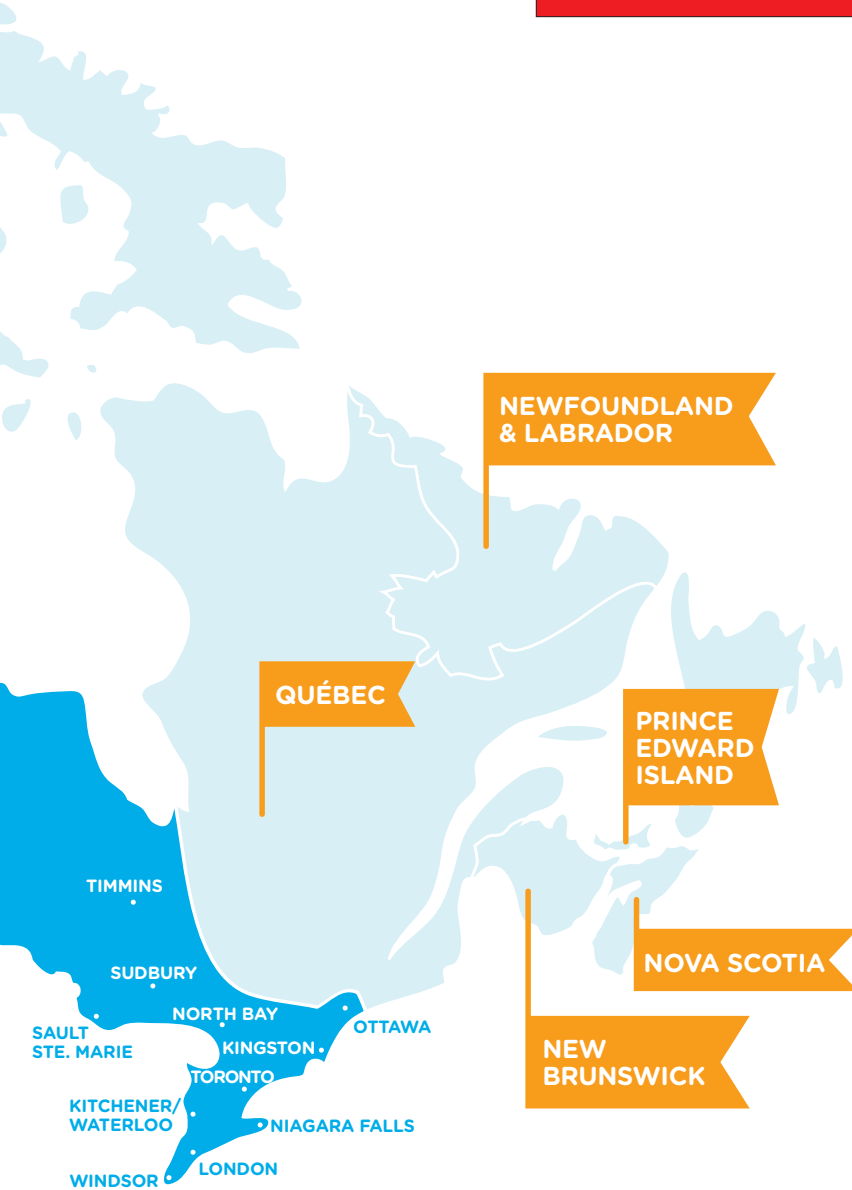 NEWFOUNDLAND
& LABRADOR
QUÉBEC
PRINCE
EDWARD
ISLAND
NOVA SCOTIA
NEW
BRUNSWICK
TIMMINS
SUDBURY
NORTH BAY
SAULT
STE. MARIE
OTTAWA
KINGSTON
TORONTO
KITCHENER/
WATERLOO
NIAGARA FALLS
LONDON
WINDSOR